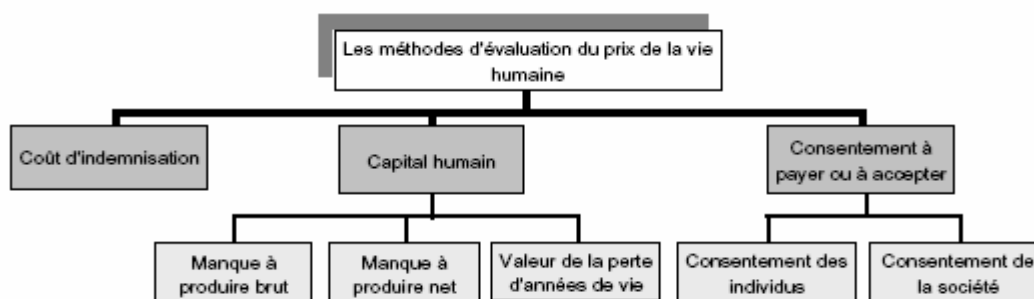 Les méthodes d'évaluation du prix de la vie
humaine
Coût d'indemnisation
Capital humain
Consentement à
payer ou à accepter
Manque à
produire brut
Manque à
produire net
Valeur de la perte
d'années de vie
Consentement des
individus
Consentement de
la société